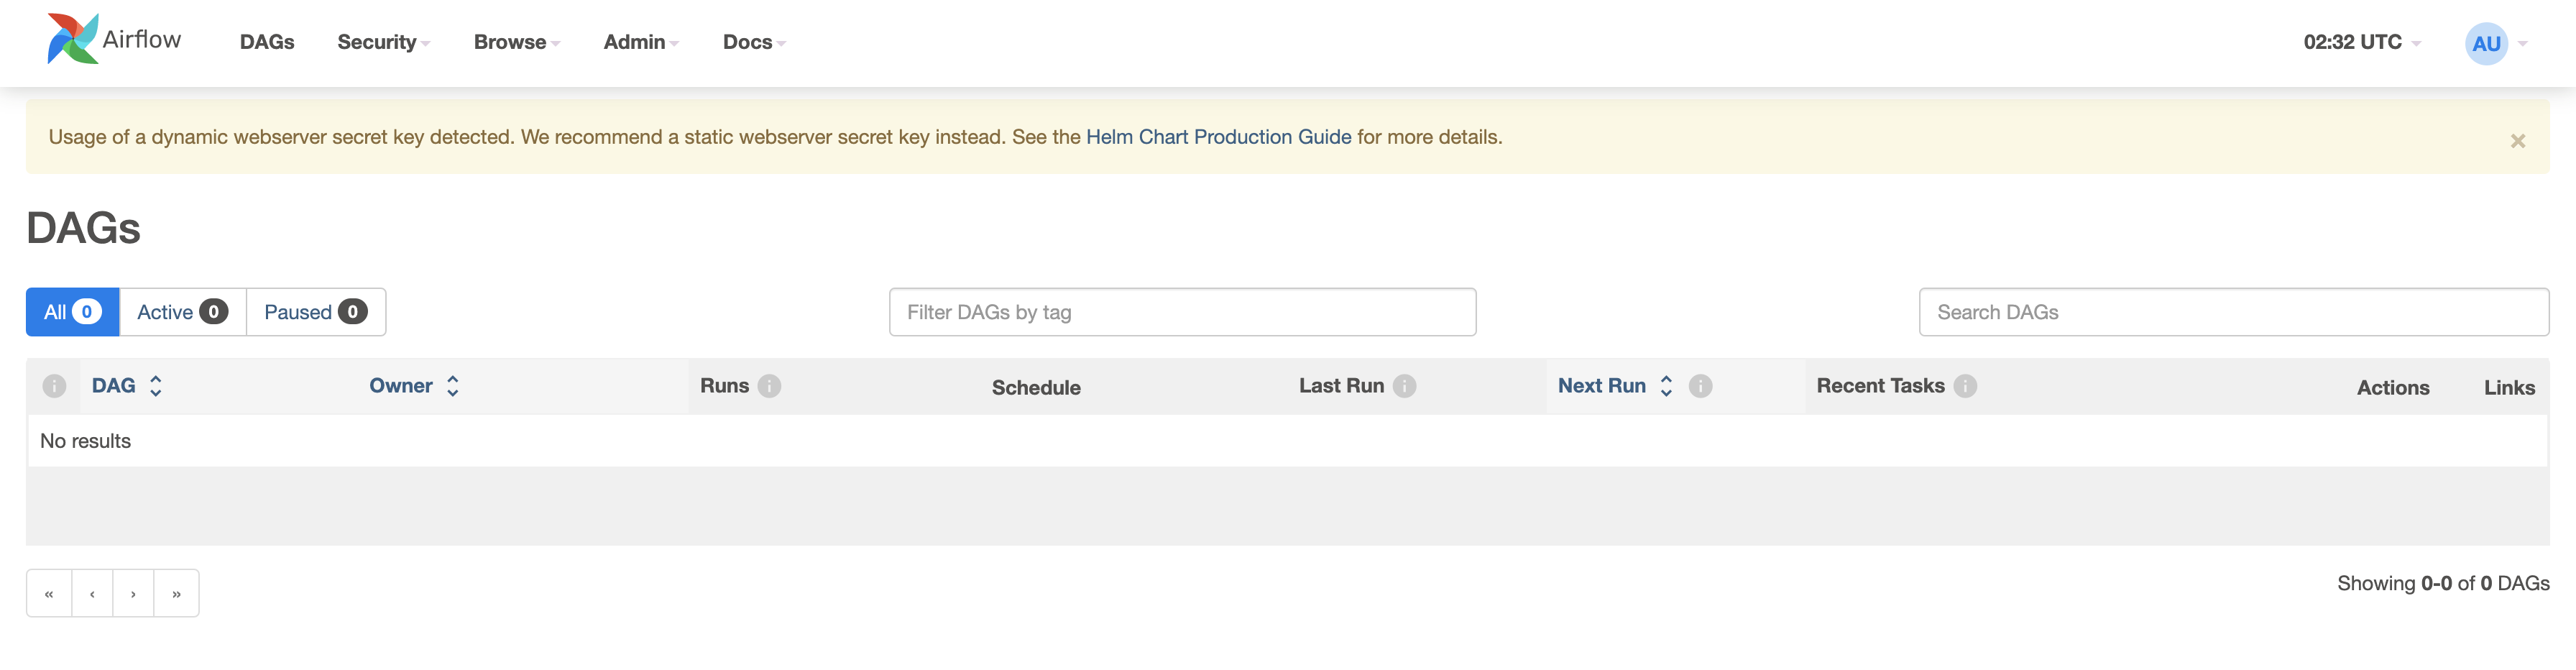 Airflow DAGs Security Browse Admin Docs 02:32 UTC AU
Usage of a dynamic webserver secret key detected. We recommend a static webserver secret key instead. See the Helm Chart Production Guide for more details. ×
DAGs
All 0 Active 0 Paused 0 Filter DAGs by tag Search DAGs
i DAG Owner Runs i Schedule Last Run i Next Run i Recent Tasks i Actions Links
No results
« ‹ › » Showing 0-0 of 0 DAGs